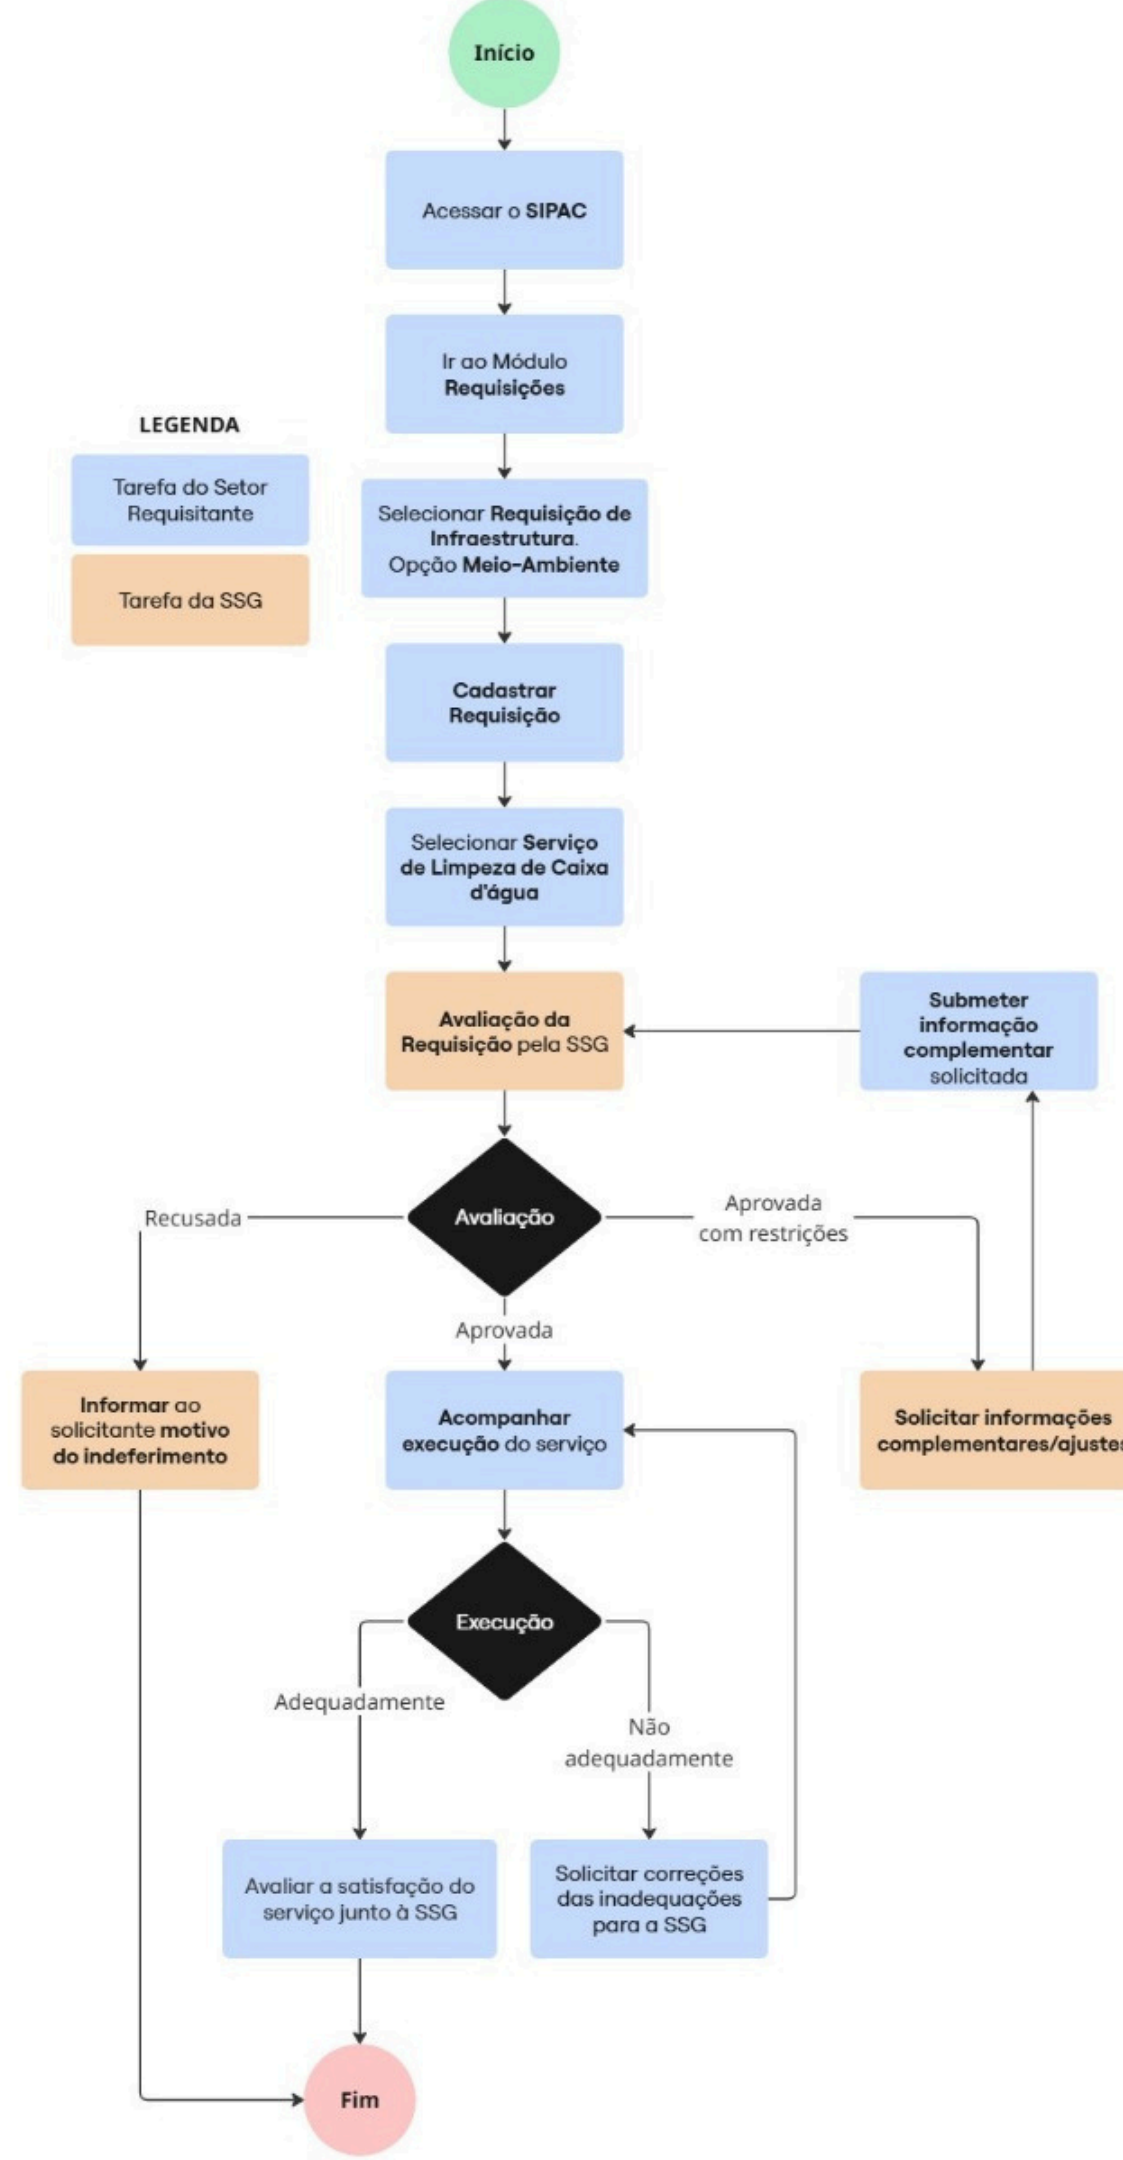 Início
Acessar o SIPAC
Ir ao Módulo
Requisições
LEGENDA
Tarefa do Setor
Requisitante
Tarefa da SSG
Selecionar Requisição de
Infraestrutura.
Opção Meio-Ambiente
Cadastrar
Requisição
Selecionar Serviço
de Limpeza de Caixa
d'água
Avaliação da
Requisição pela SSG
Submeter
informação
complementar
solicitada
Avaliação
Recusada
Aprovada
com restrições
Aprovada
Informar ao
solicitante motivo
do indeferimento
Acompanhar
execução do serviço
Solicitar informações
complementares/ajustes
Execução
Adequadamente
Não
adequadamente
Avaliar a satisfação do
serviço junto à SSG
Solicitar correções
das inadequações
para a SSG
Fim